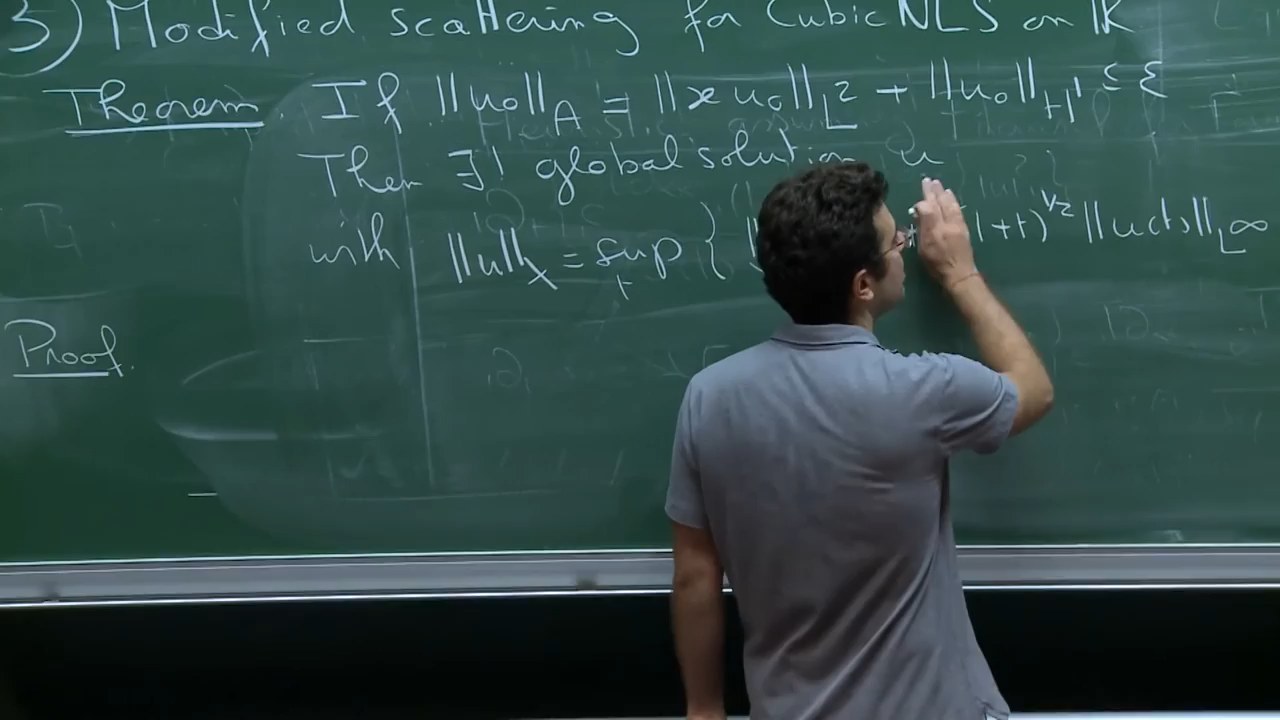 3) Modified scattering for Cubic NLS on ℝ
Theorem. If ‖u₀‖_A = ‖x u₀‖_{L²} + ‖u₀‖_{H¹} ≤ ε
Then ∃! global solution u
with ‖u‖_X = sup_t { ‖ (1+t)^{1/2} ‖u(t)‖_{L^∞}
Proof.